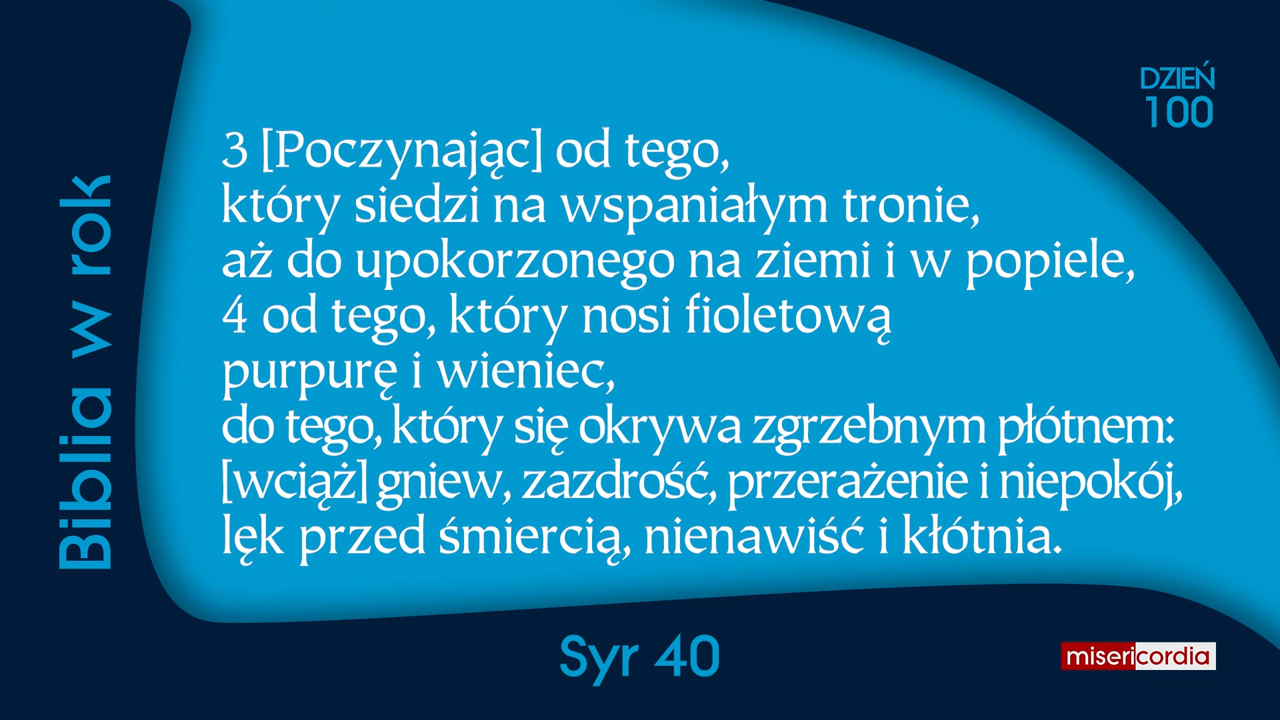 DZIEŃ
100
3 [Poczynając] od tego,
który siedzi na wspaniałym tronie,
aż do upokorzonego na ziemi i w popiele,
4 od tego, który nosi fioletową
purpurę i wieniec,
do tego, który się okrywa zgrzebnym płótnem:
[wciąż] gniew, zazdrość, przerażenie i niepokój,
lęk przed śmiercią, nienawiść i kłótnia.
Biblia w rok
Syr 40
misericordia